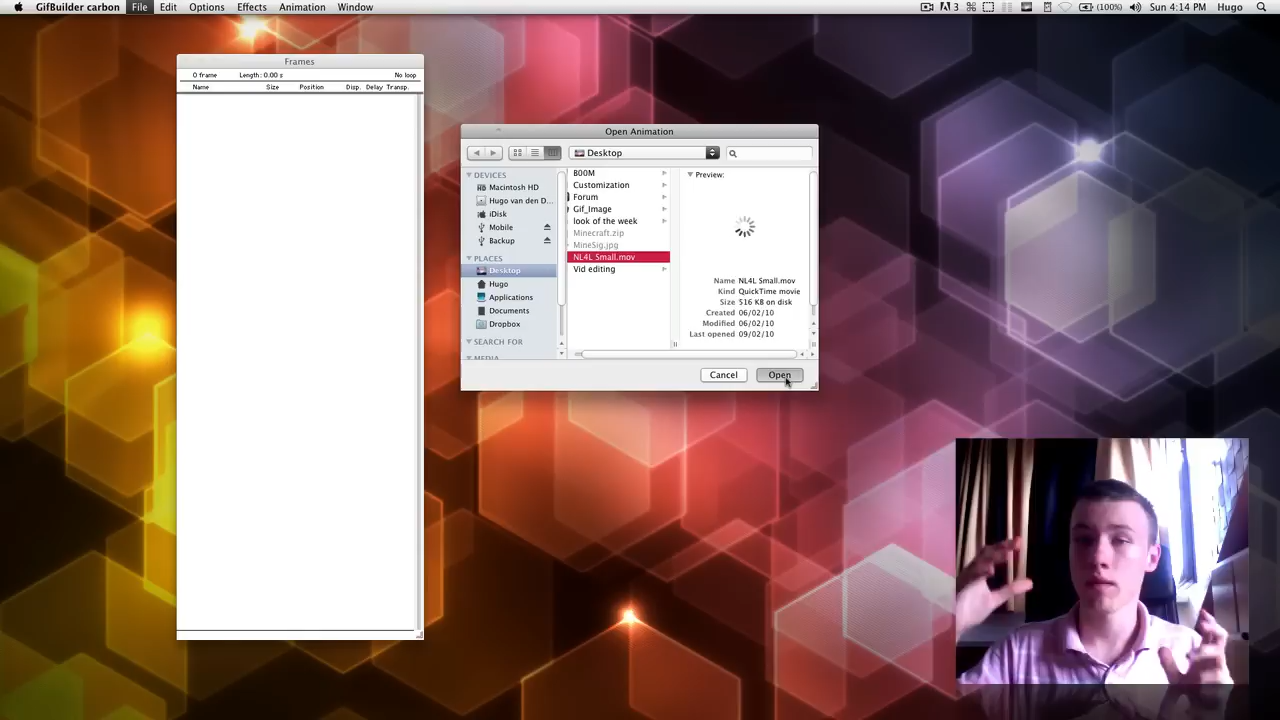 GifBuilder carbon File Edit Options Effects Animation Window 3 (100%) Sun 4:14 PM Hugo
Frames
0 frame Length: 0.00 s No loop
Name Size Position Disp. Delay Transp.
Open Animation
Desktop
DEVICES
Macintosh HD
Hugo van den D...
iDisk
Mobile
Backup
PLACES
Desktop
Hugo
Applications
Documents
Dropbox
SEARCH FOR
MEDIA
B00M
Customization
Forum
Gif_Image
look of the week
Minecraft.zip
MineSig.jpg
NL4L Small.mov
Vid editing
Preview:
Name NL4L Small.mov
Kind QuickTime movie
Size 516 KB on disk
Created 06/02/10
Modified 06/02/10
Last opened 09/02/10
Cancel Open